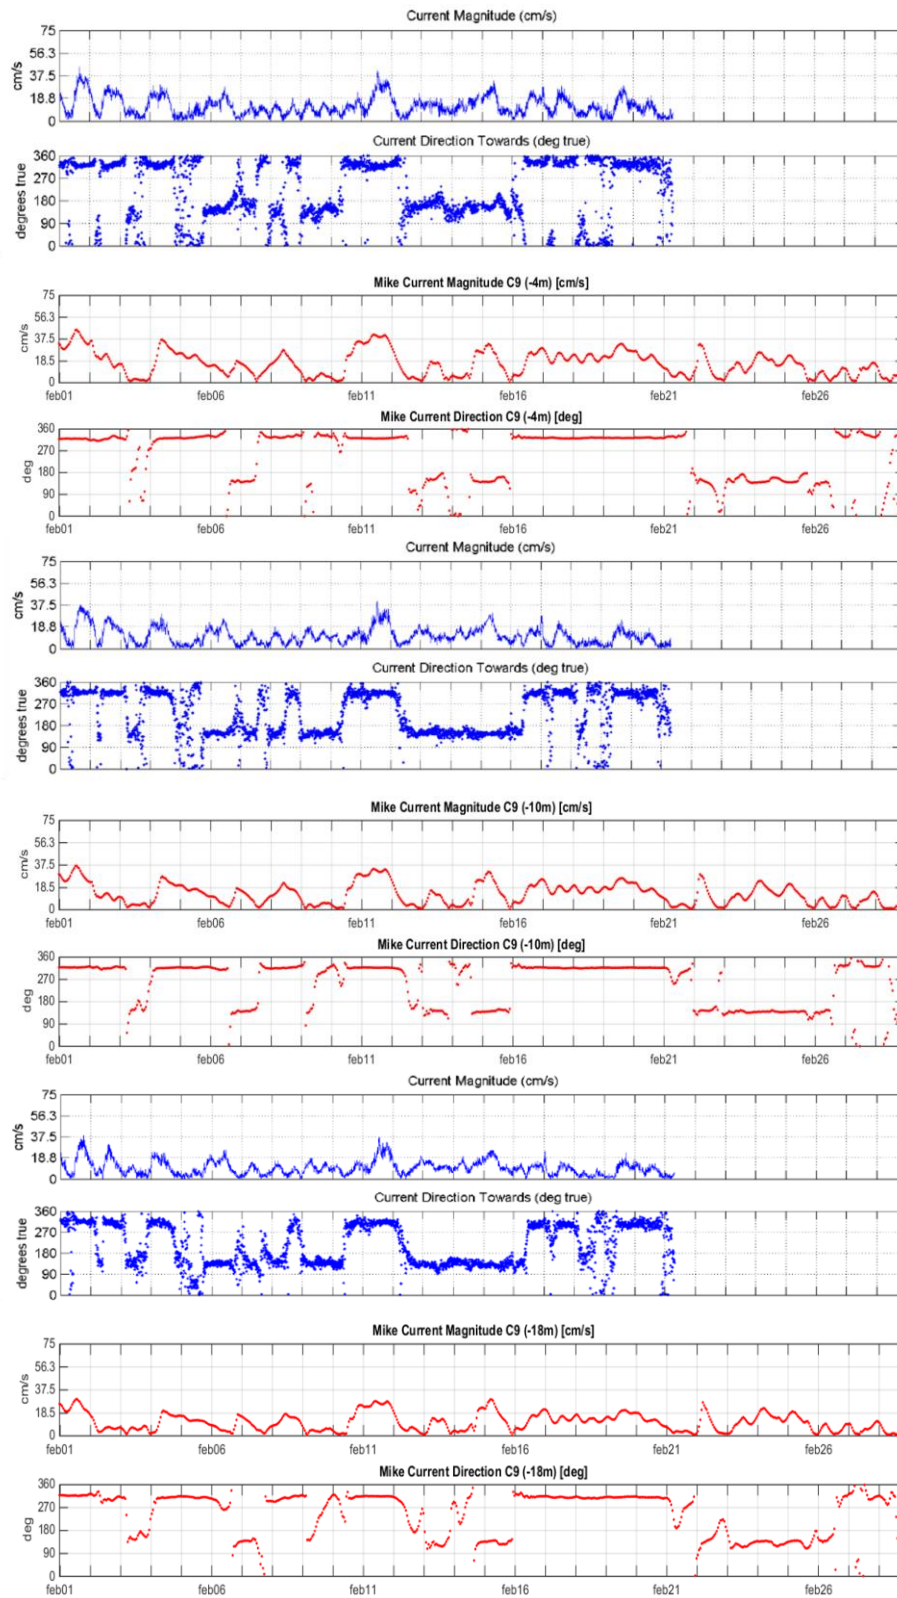 Current Magnitude (cm/s)
75
56.3
37.5
18.8
0
cm/s
Current Direction Towards (deg true)
360
270
180
90
0
degrees true
Mike Current Magnitude C9 (-4m) [cm/s]
75
56.3
37.5
18.5
0
cm/s
feb01 feb06 feb11 feb16 feb21 feb26
Mike Current Direction C9 (-4m) [deg]
360
270
180
90
0
deg
feb01 feb06 feb11 feb16 feb21 feb26
Current Magnitude (cm/s)
75
56.3
37.5
18.8
0
cm/s
Current Direction Towards (deg true)
360
270
180
90
0
degrees true
Mike Current Magnitude C9 (-10m) [cm/s]
75
56.3
37.5
18.5
0
cm/s
feb01 feb06 feb11 feb16 feb21 feb26
Mike Current Direction C9 (-10m) [deg]
360
270
180
90
0
deg
feb01 feb06 feb11 feb16 feb21 feb26
Current Magnitude (cm/s)
75
56.3
37.5
18.8
0
cm/s
Current Direction Towards (deg true)
360
270
180
90
0
degrees true
Mike Current Magnitude C9 (-18m) [cm/s]
75
56.3
37.5
18.5
0
cm/s
feb01 feb06 feb11 feb16 feb21 feb26
Mike Current Direction C9 (-18m) [deg]
360
270
180
90
0
deg
feb01 feb06 feb11 feb16 feb21 feb26